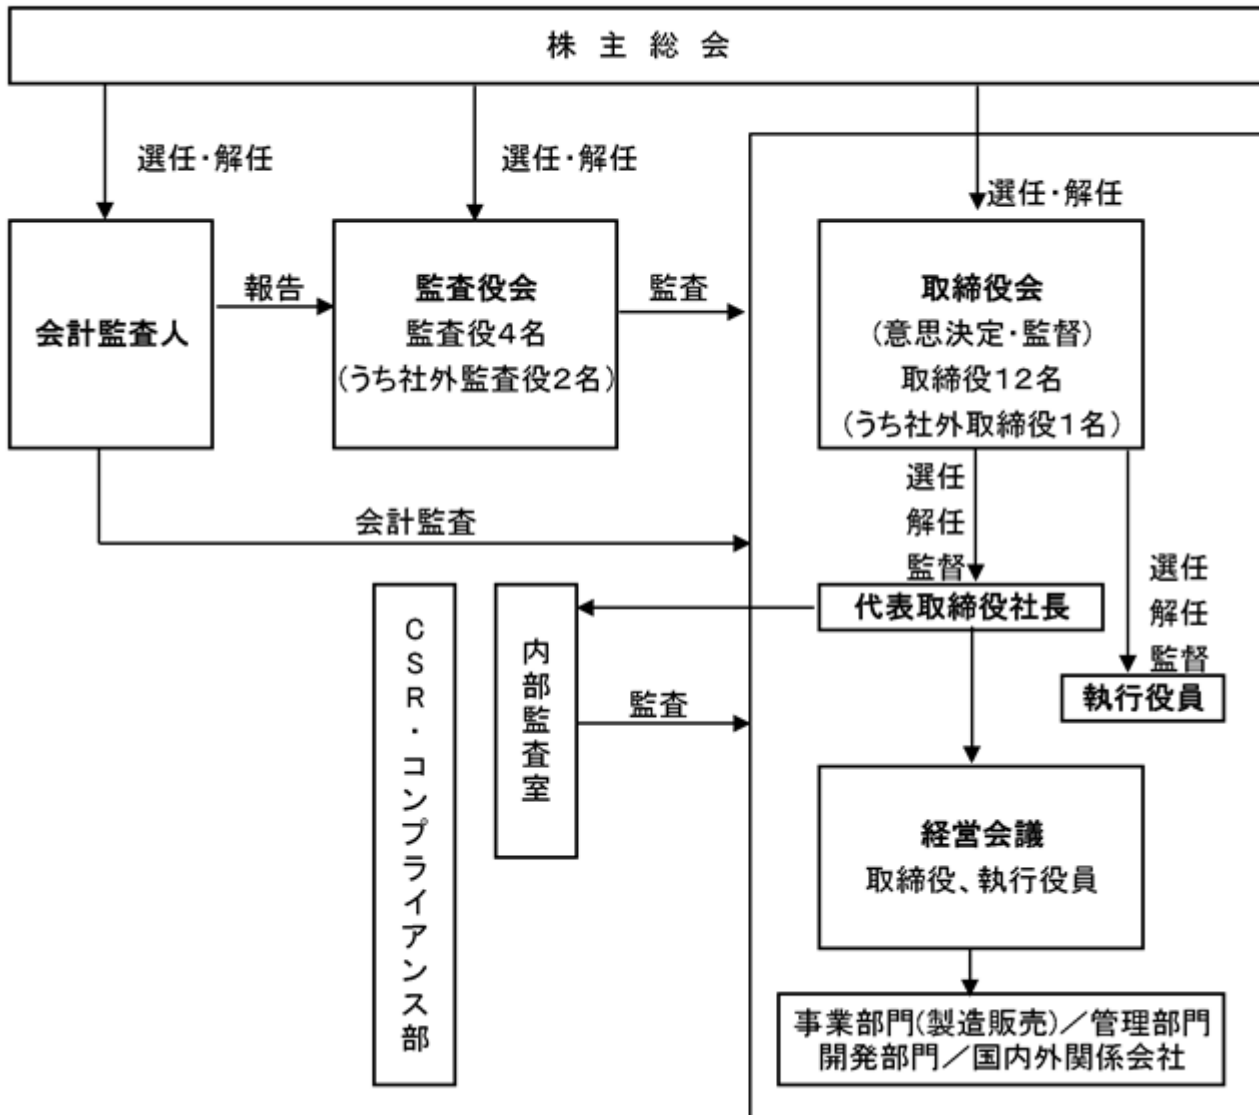 株 主 総 会
選任・解任
選任・解任
選任・解任
会計監査人
報告
監査役会
監査役4名
(うち社外監査役2名)
監査
取締役会
(意思決定・監督)
取締役12名
(うち社外取締役1名)
会計監査
選任
解任
監督
選任
解任
監督
代表取締役社長
執行役員
CSR・コンプライアンス部
内部監査室
監査
経営会議
取締役、執行役員
事業部門(製造販売)／管理部門
開発部門／国内外関係会社